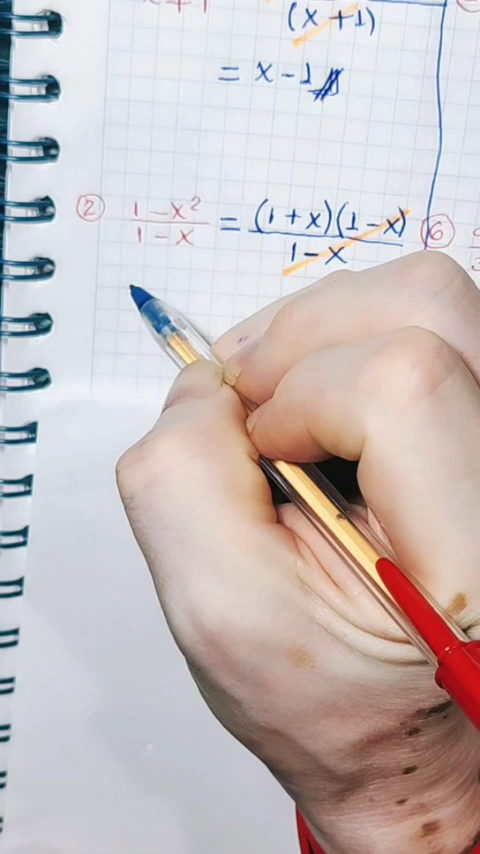 (x+1)
= x-1
② 1-x² / 1-x = (1+x)(1-x) / 1-x
⑥